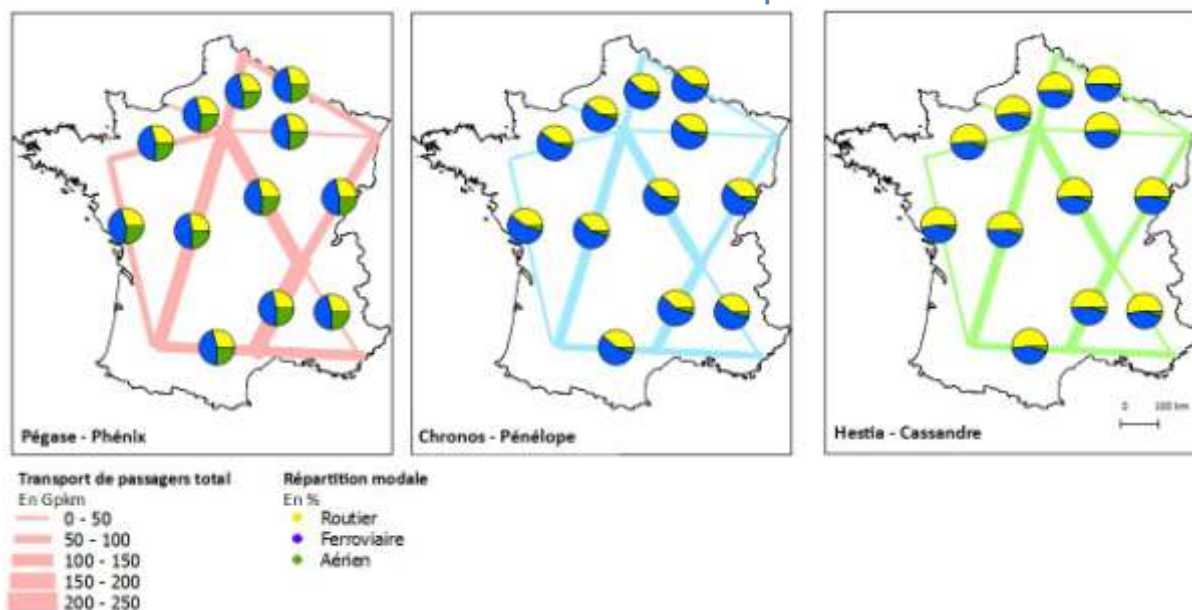 Pégase - Phénix
Chronos - Pénélope
Hestia - Cassandre
0 100 km
Transport de passagers total
En Gpkm
0 - 50
50 - 100
100 - 150
150 - 200
200 - 250
Répartition modale
En %
Routier
Ferroviaire
Aérien